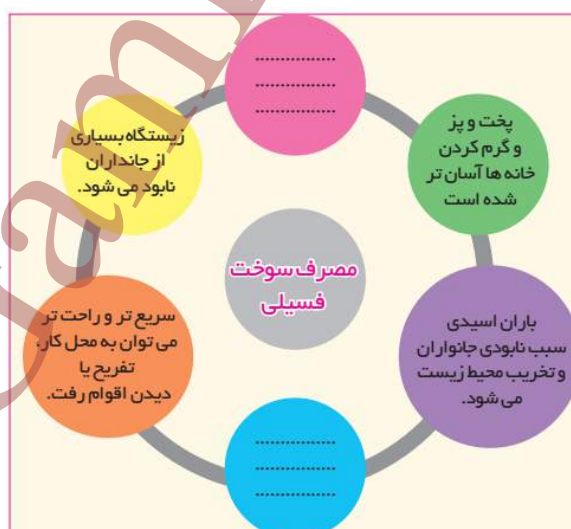 ................
................
................
پخت و پز
و گرم کردن
خانه ها آسان تر
شده است
زیستگاه بسیاری
از جانداران
نابود می شود.
مصرف سوخت
فسیلی
باران اسیدی
سبب نابودی جانواران
و تخریب محیط زیست
می شود.
سریع تر و راحت تر
می توان به محل کار،
تفریح یا
دیدن اقوام رفت.
................
................
................